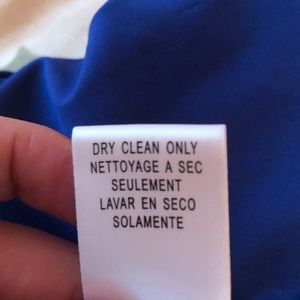 DRY CLEAN ONLY
NETTOYAGE A SEC
SEULEMENT
LAVAR EN SECO
SOLAMENTE